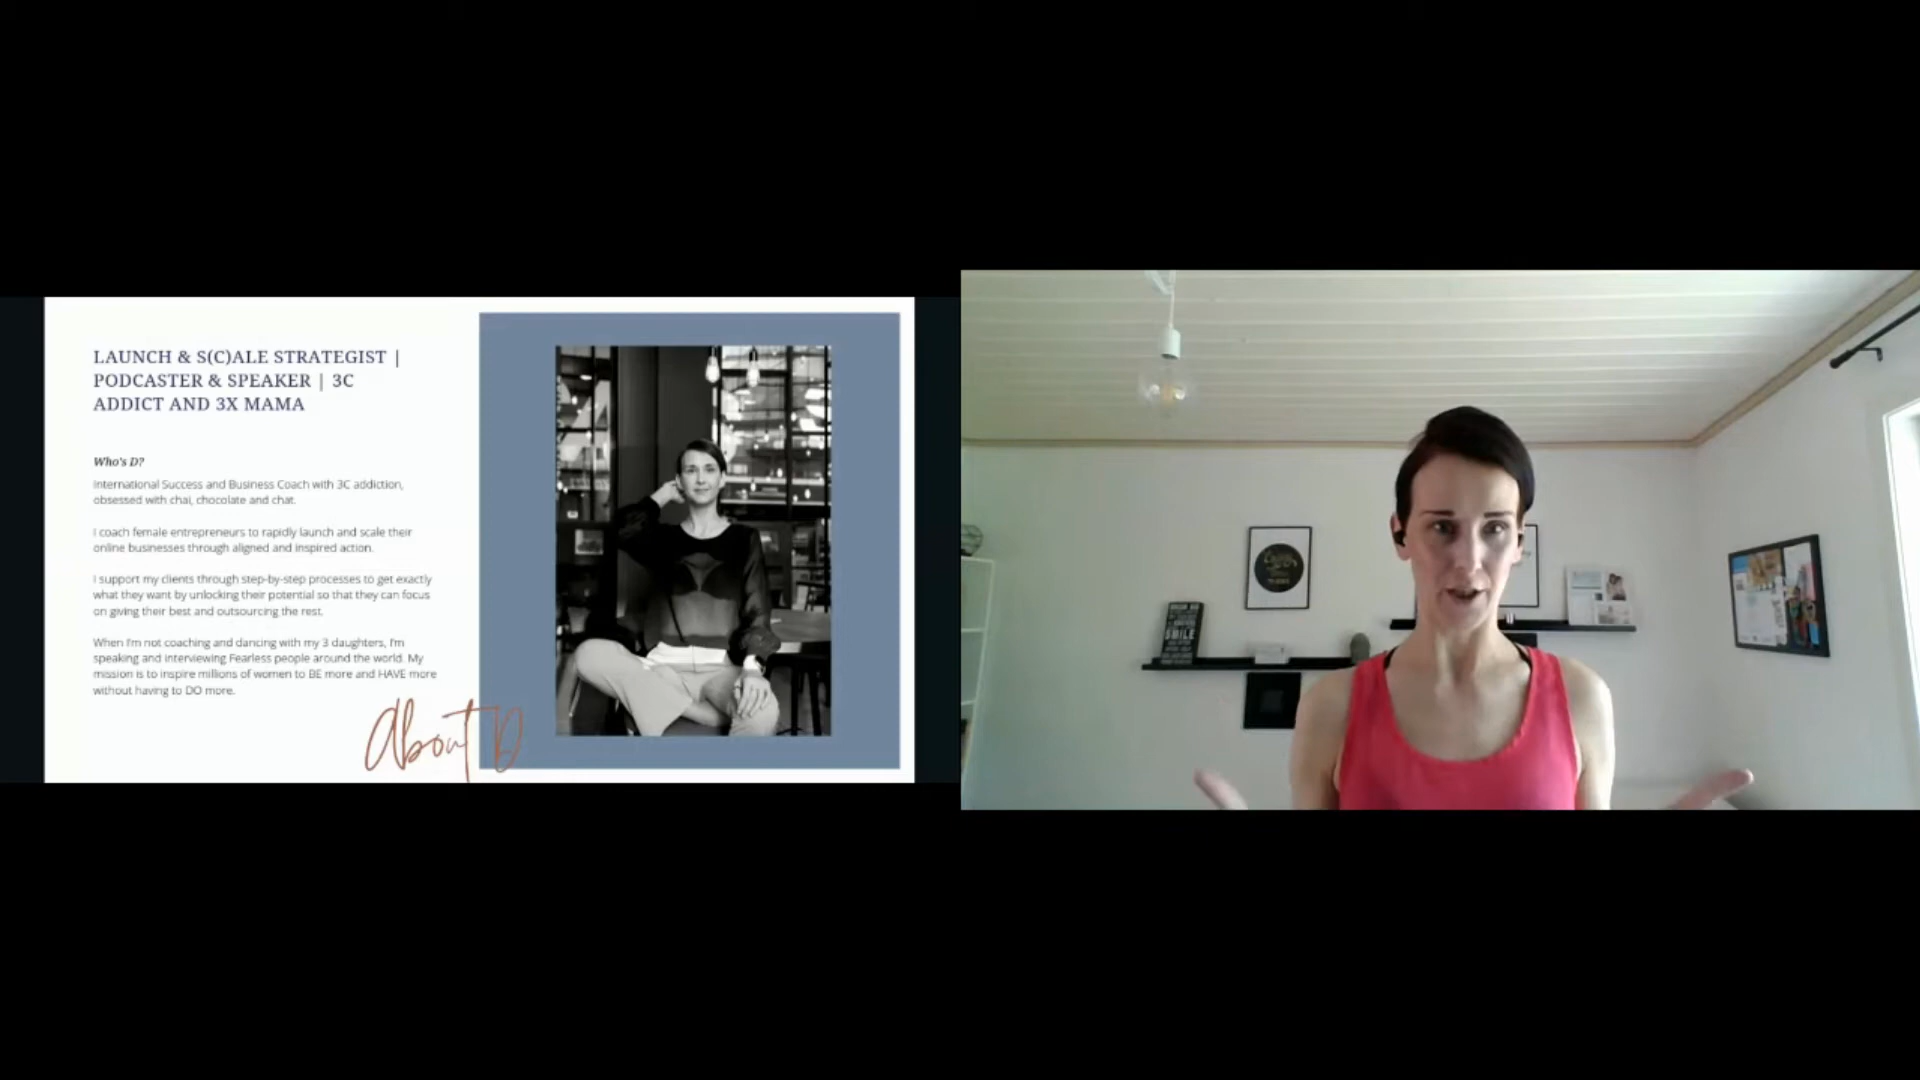 LAUNCH & S(C)ALE STRATEGIST |
PODCASTER & SPEAKER | 3C
ADDICT AND 3X MAMA
Who's D?
International Success and Business Coach with 3C addiction,
obsessed with chai, chocolate and chat.
I coach female entrepreneurs to rapidly launch and scale their
online businesses through aligned and inspired action.
I support my clients through step-by-step processes to get exactly
what they want by unlocking their potential so that they can focus
on giving their best and outsourcing the rest.
When I'm not coaching and dancing with my 3 daughters, I'm
speaking and interviewing Fearless people around the world. My
mission is to inspire millions of women to BE more and HAVE more
without having to DO more.
About D
SMILE